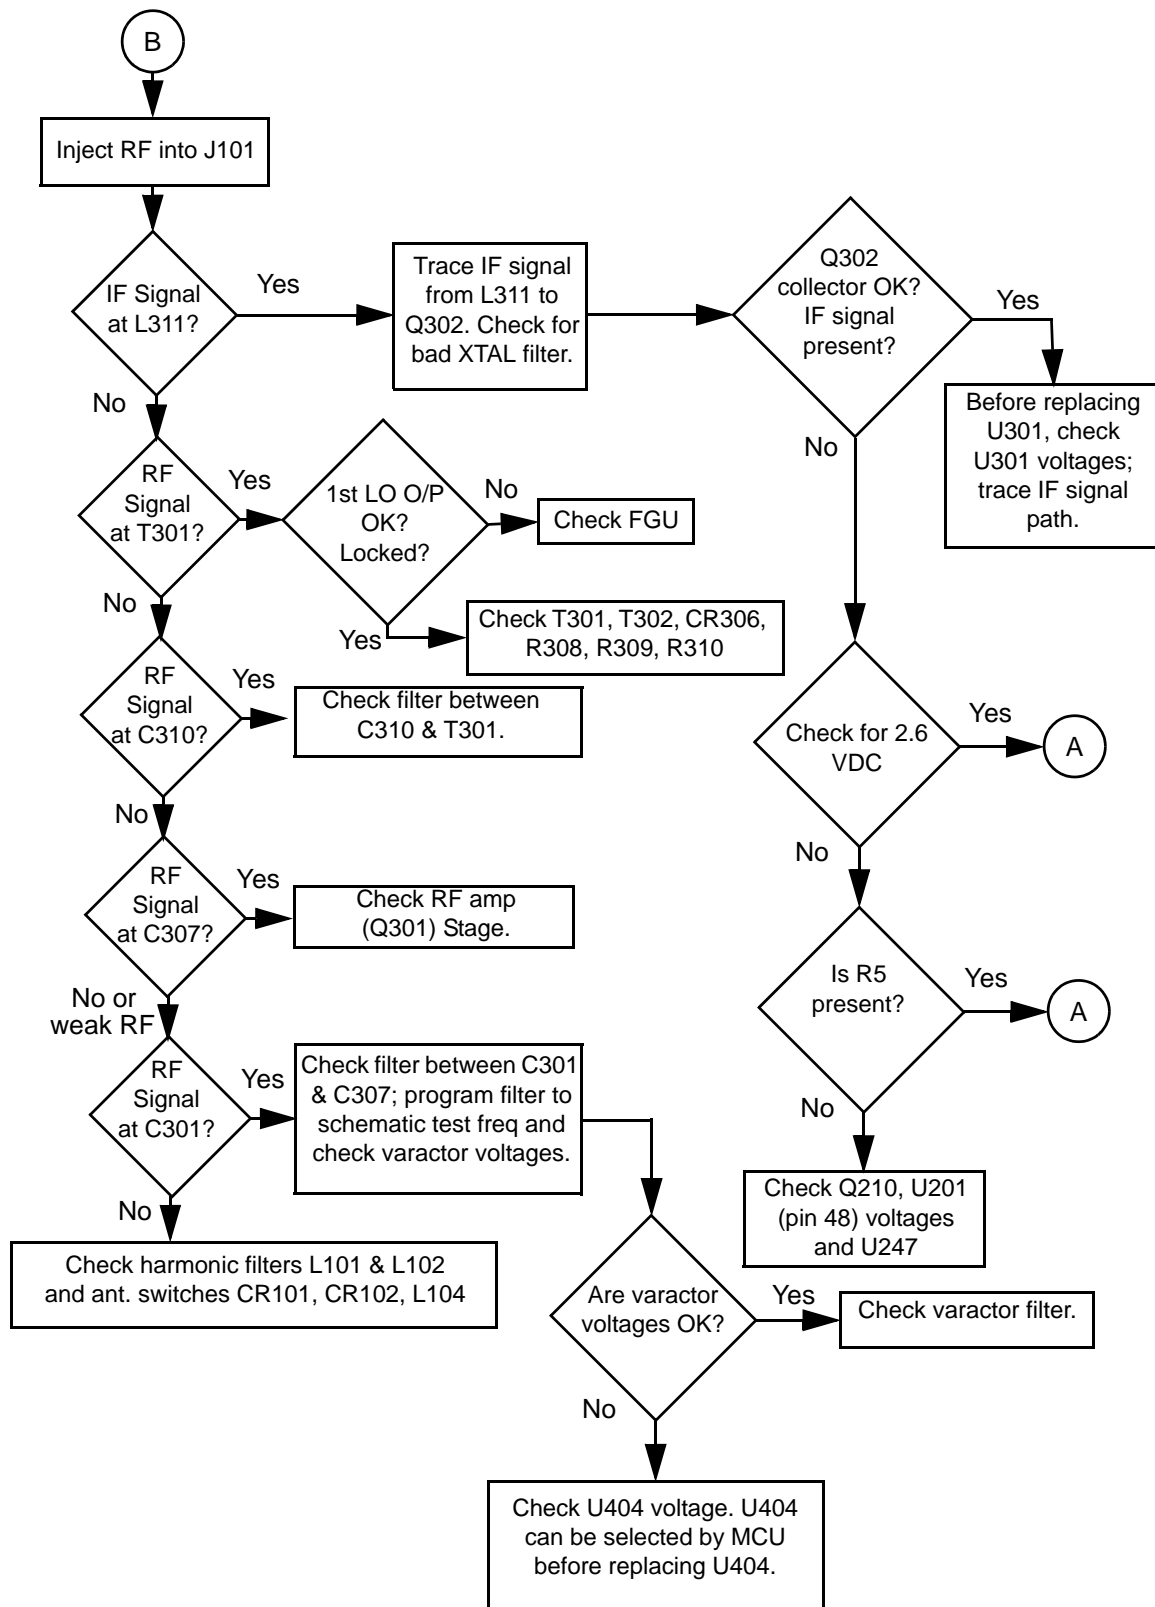 B
Inject RF into J101
IF Signal
at L311?
Yes
Trace IF signal
from L311 to
Q302. Check for
bad XTAL filter.
Q302
collector OK?
IF signal
present?
Yes
Before replacing
U301, check
U301 voltages;
trace IF signal
path.
No
No
RF
Signal
at T301?
Yes
1st LO O/P
OK?
Locked?
No
Check FGU
Yes
Check T301, T302, CR306,
R308, R309, R310
No
RF
Signal
at C310?
Yes
Check filter between
C310 & T301.
Check for 2.6
VDC
Yes
A
No
No
RF
Signal
at C307?
Yes
Check RF amp
(Q301) Stage.
Is R5
present?
Yes
A
No or
weak RF
RF
Signal
at C301?
Yes
Check filter between C301
& C307; program filter to
schematic test freq and
check varactor voltages.
No
Check Q210, U201
(pin 48) voltages
and U247
No
Check harmonic filters L101 & L102
and ant. switches CR101, CR102, L104
Are varactor
voltages OK?
Yes
Check varactor filter.
No
Check U404 voltage. U404
can be selected by MCU
before replacing U404.